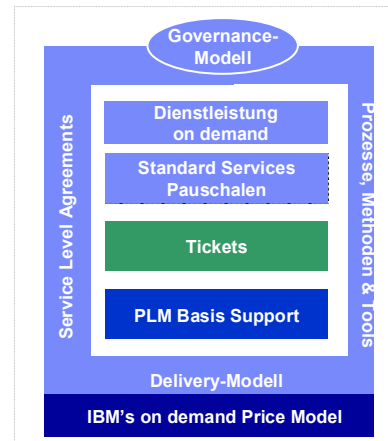 Governance-
Modell
Service Level Agreements
Dienstleistung
on demand
Standard Services
Pauschalen
Tickets
PLM Basis Support
Prozesse, Methoden & Tools
Delivery-Modell
IBM's on demand Price Model